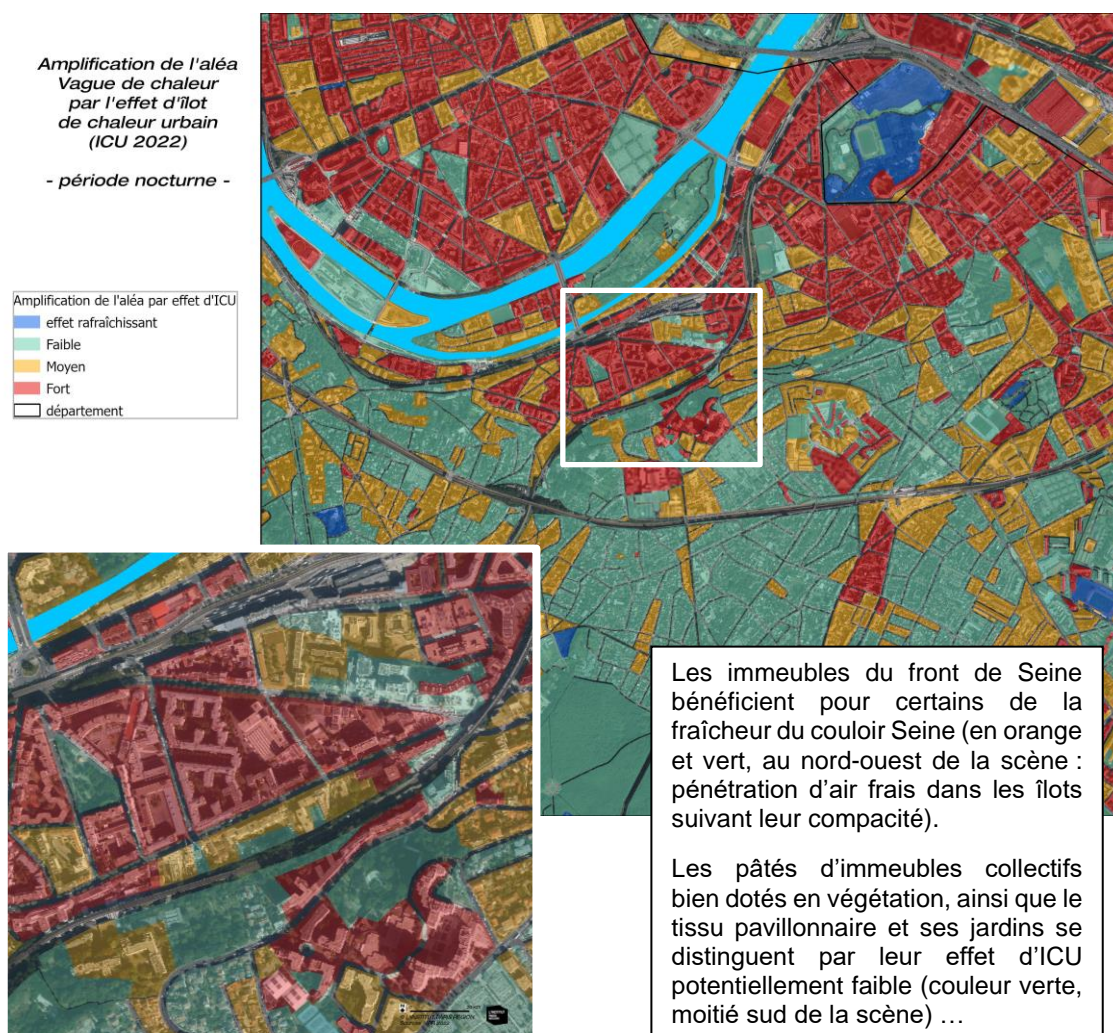 Amplification de l'aléa
Vague de chaleur
par l'effet d'îlot
de chaleur urbain
(ICU 2022)
- période nocturne -
Amplification de l'aléa par effet d'ICU
effet rafraîchissant
Faible
Moyen
Fort
département
Les immeubles du front de Seine
bénéficient pour certains de la
fraîcheur du couloir Seine (en orange
et vert, au nord-ouest de la scène :
pénétration d'air frais dans les îlots
suivant leur compacité).
Les pâtés d'immeubles collectifs
bien dotés en végétation, ainsi que le
tissu pavillonnaire et ses jardins se
distinguent par leur effet d'ICU
potentiellement faible (couleur verte,
moitié sud de la scène) …